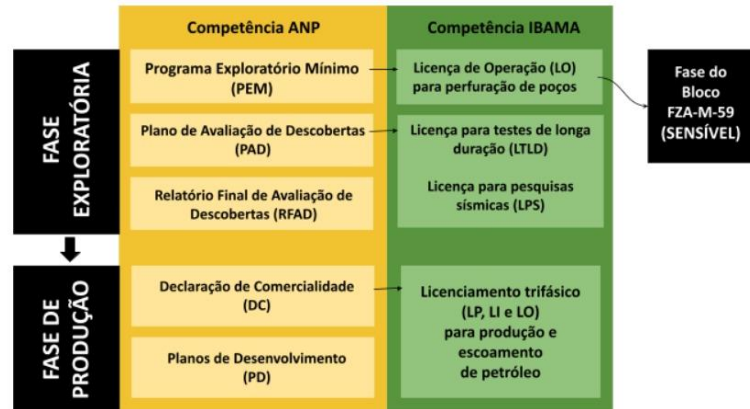 Competência ANP
Competência IBAMA
FASE
EXPLORATÓRIA
Programa Exploratório Mínimo
(PEM)
Licença de Operação (LO)
para perfuração de poços
Fase do
Bloco
FZA-M-59
(SENSÍVEL)
Plano de Avaliação de Descobertas
(PAD)
Licença para testes de longa
duração (LTLD)
Relatório Final de Avaliação de
Descobertas (RFAD)
Licença para pesquisas
sísmicas (LPS)
FASE DE
PRODUÇÃO
Declaração de Comercialidade
(DC)
Licenciamento trifásico
(LP, LI e LO)
para produção e
escoamento
de petróleo
Planos de Desenvolvimento
(PD)